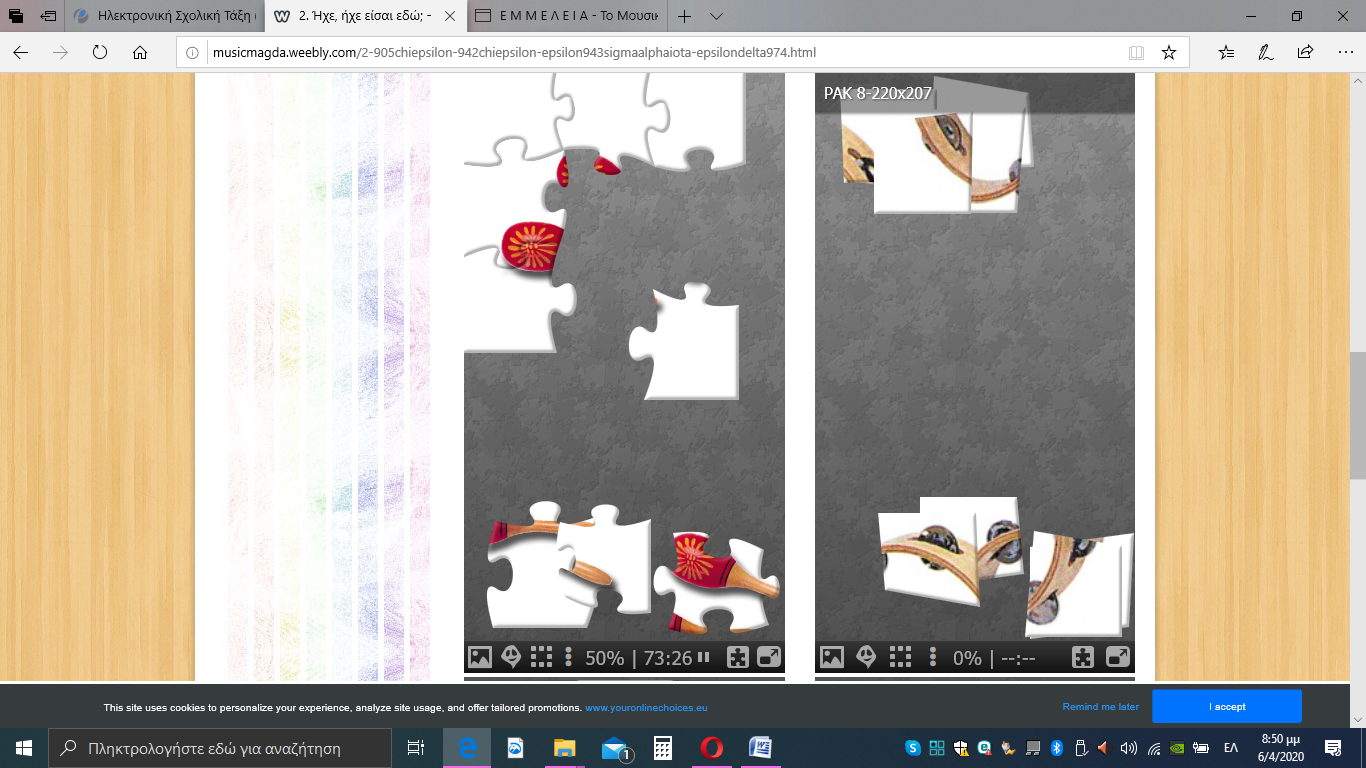 Ηλεκτρονική Σχολική Τάξη (
2. Ήχε, ήχε είσαι εδώ; -
Ε Μ Μ Ε Λ Ε Ι Α - Το Μουσικ
musicmagda.weebly.com/2-905chiepsilon-942chiepsilon-epsilon943sigmaalphaiota-epsilondelta974.html
PAK 8-220x207
50% | 73:26
0% | --:--
This site uses cookies to personalize your experience, analyze site usage, and offer tailored promotions. www.youronlinechoices.eu
Remind me later
I accept
Πληκτρολογήστε εδώ για αναζήτηση
1
ΕΛ
8:50 μμ
6/4/2020
3